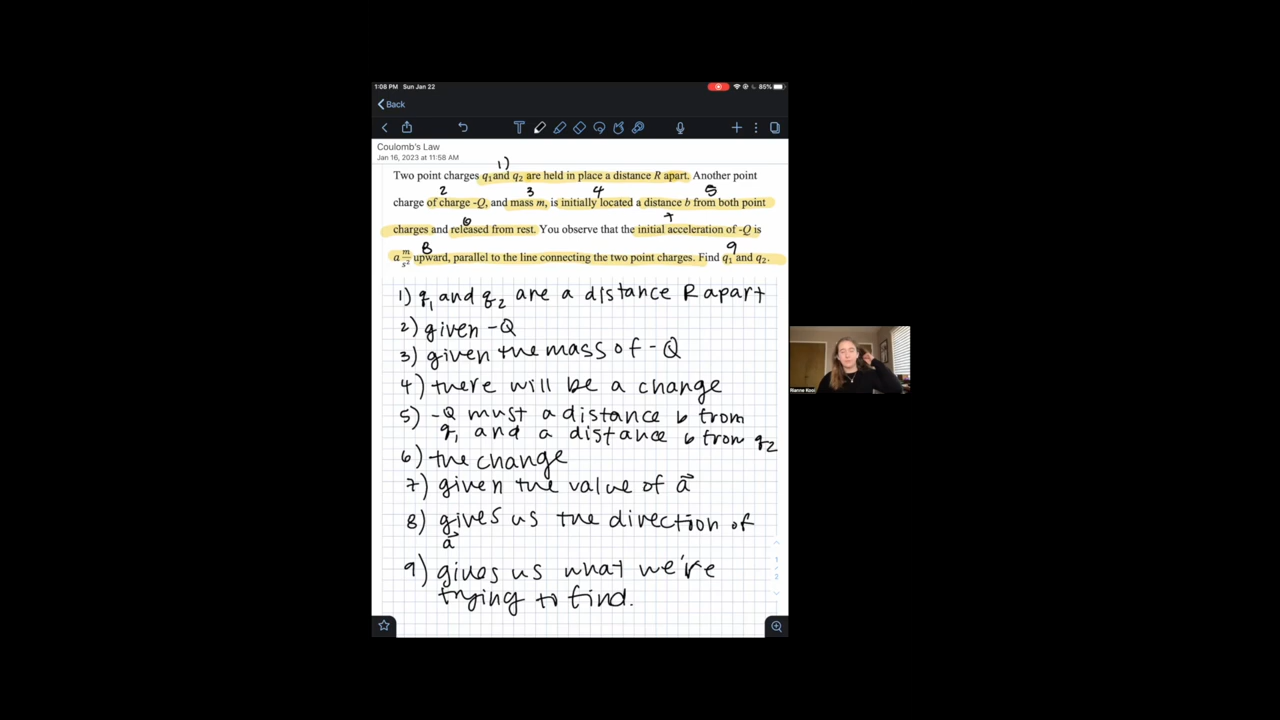 1:08 PM Sun Jan 22
85%
Back
Coulomb's Law
Jan 16, 2023 at 11:58 AM
1)
Two point charges q₁and q₂ are held in place a distance R apart. Another point
2 3 4 5
charge of charge -Q, and mass m, is initially located a distance b from both point
6 7
charges and released from rest. You observe that the initial acceleration of -Q is
8 9
a m/s² upward, parallel to the line connecting the two point charges. Find q₁ and q₂.
1) q₁ and q₂ are a distance R apart
2) given -Q
3) given the mass of -Q
4) there will be a change
5) -Q must a distance b from
q₁ and a distance b from q₂
6) the change
7) given the value of a⃗
8) gives us the direction of
a⃗
9) gives us what we're
trying to find.
1
2
Rianne Kool